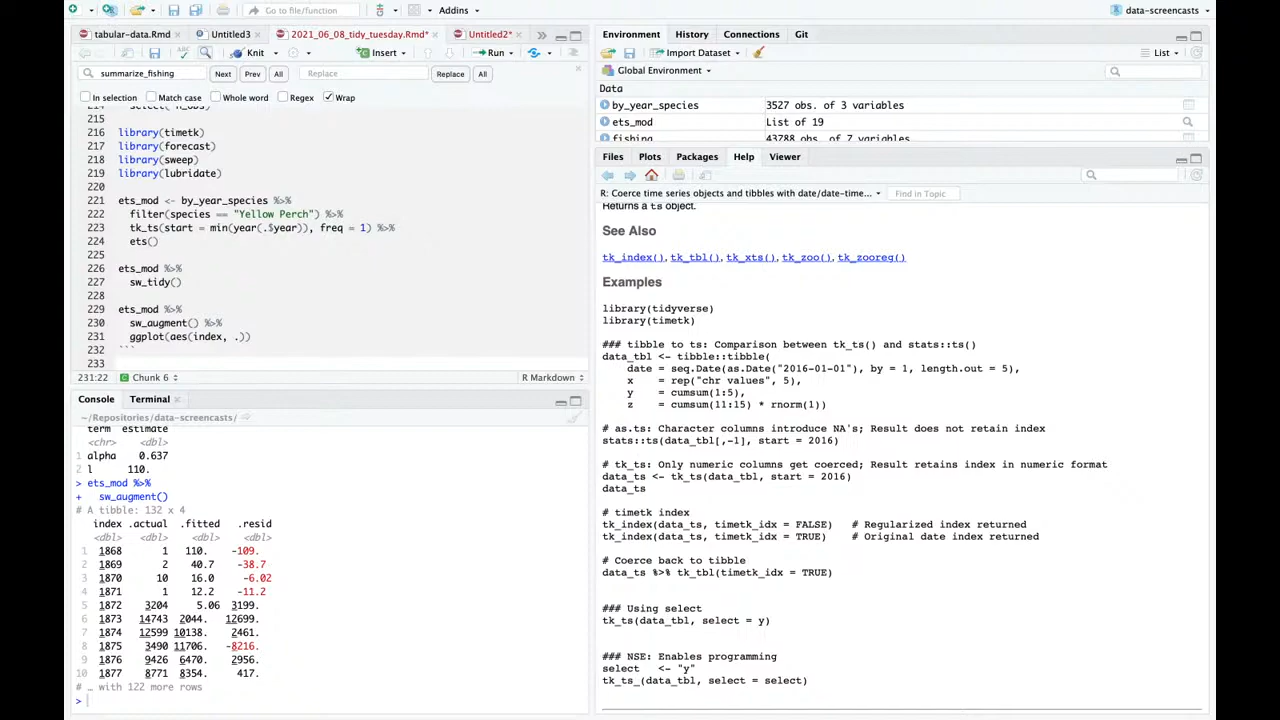 Go to file/function
Addins
data-screencasts
tabular-data.Rmd
Untitled3
2021_06_08_tidy_tuesday.Rmd*
Untitled2*
Knit
Insert
Run
summarize_fishing
Next
Prev
All
Replace
Replace
All
In selection
Match case
Whole word
Regex
Wrap
214 select(-n_obs)
215
216 library(timetk)
217 library(forecast)
218 library(sweep)
219 library(lubridate)
220
221 ets_mod <- by_year_species %>%
222 filter(species == "Yellow Perch") %>%
223 tk_ts(start = min(year(.$year)), freq = 1) %>%
224 ets()
225
226 ets_mod %>%
227 sw_tidy()
228
229 ets_mod %>%
230 sw_augment() %>%
231 ggplot(aes(index, .))
232 ```
233
231:22 Chunk 6 R Markdown
Console Terminal
~/Repositories/data-screencasts/
term estimate
<chr> <dbl>
1 alpha 0.637
2 l 110.
> ets_mod %>%
+ sw_augment()
# A tibble: 132 x 4
index .actual .fitted .resid
<dbl> <dbl> <dbl> <dbl>
1 1868 1 110. -109.
2 1869 2 40.7 -38.7
3 1870 10 16.0 -6.02
4 1871 1 12.2 -11.2
5 1872 3204 5.06 3199.
6 1873 14743 2044. 12699.
7 1874 12599 10138. 2461.
8 1875 3490 11706. -8216.
9 1876 9426 6470. 2956.
10 1877 8771 8354. 417.
# … with 122 more rows
>
Environment History Connections Git
Import Dataset
List
Global Environment
Data
by_year_species 3527 obs. of 3 variables
ets_mod List of 19
fishing 43788 obs. of 7 variables
Files Plots Packages Help Viewer
R: Coerce time series objects and tibbles with date/date-time...
Find in Topic
Returns a ts object.
See Also
tk_index(), tk_tbl(), tk_xts(), tk_zoo(), tk_zooreg()
Examples
library(tidyverse)
library(timetk)
### tibble to ts: Comparison between tk_ts() and stats::ts()
data_tbl <- tibble::tibble(
date = seq.Date(as.Date("2016-01-01"), by = 1, length.out = 5),
x = rep("chr values", 5),
y = cumsum(1:5),
z = cumsum(11:15) * rnorm(1))
# as.ts: Character columns introduce NA's; Result does not retain index
stats::ts(data_tbl[,-1], start = 2016)
# tk_ts: Only numeric columns get coerced; Result retains index in numeric format
data_ts <- tk_ts(data_tbl, start = 2016)
data_ts
# timetk index
tk_index(data_ts, timetk_idx = FALSE) # Regularized index returned
tk_index(data_ts, timetk_idx = TRUE) # Original date index returned
# Coerce back to tibble
data_ts %>% tk_tbl(timetk_idx = TRUE)
### Using select
tk_ts(data_tbl, select = y)
### NSE: Enables programming
select <- "y"
tk_ts_(data_tbl, select = select)